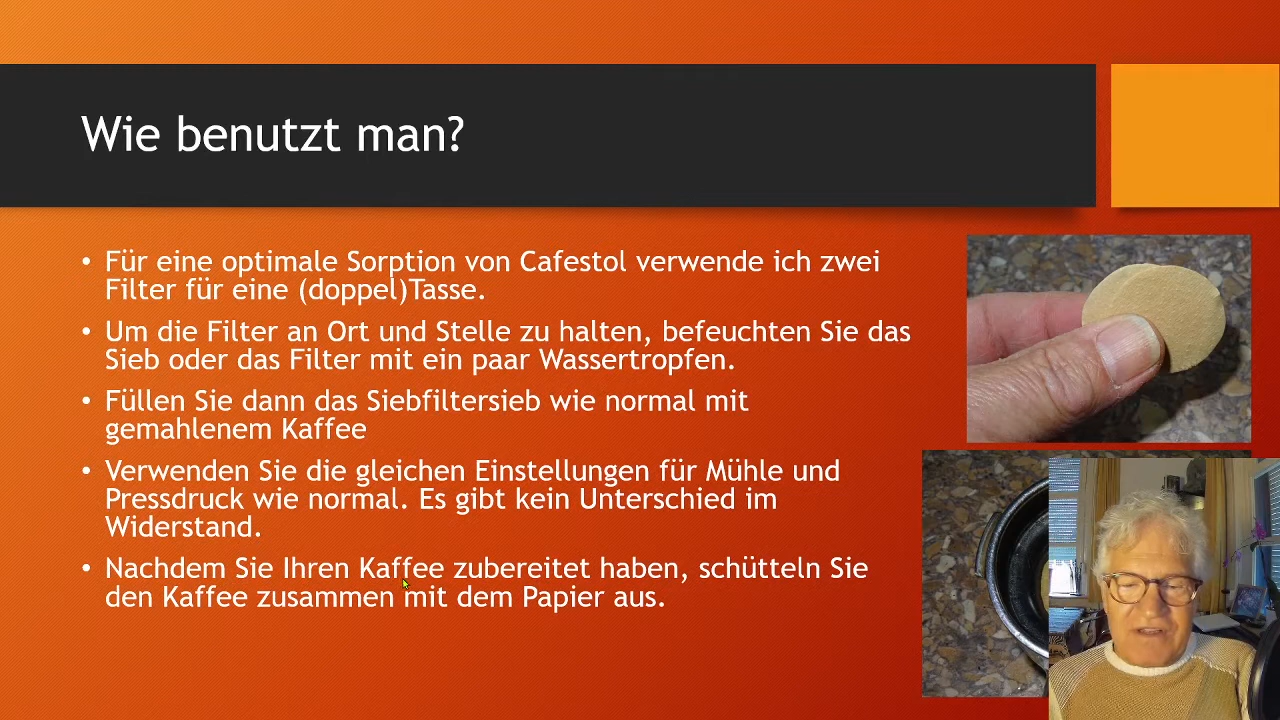 Wie benutzt man?
• Für eine optimale Sorption von Cafestol verwende ich zwei
Filter für eine (doppel)Tasse.
• Um die Filter an Ort und Stelle zu halten, befeuchten Sie das
Sieb oder das Filter mit ein paar Wassertropfen.
• Füllen Sie dann das Siebfiltersieb wie normal mit
gemahlenem Kaffee
• Verwenden Sie die gleichen Einstellungen für Mühle und
Pressdruck wie normal. Es gibt kein Unterschied im
Widerstand.
• Nachdem Sie Ihren Kaffee zubereitet haben, schütteln Sie
den Kaffee zusammen mit dem Papier aus.